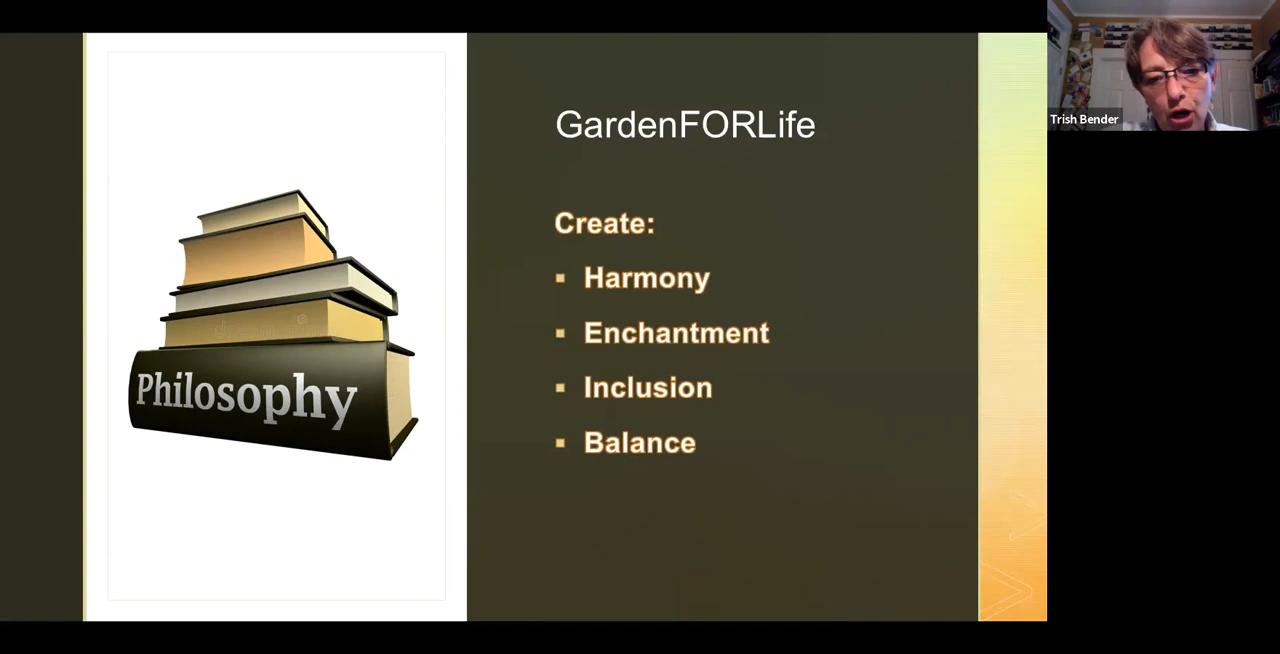 GardenFORLife
Create:
Harmony
Enchantment
Inclusion
Balance
Philosophy
Trish Bender